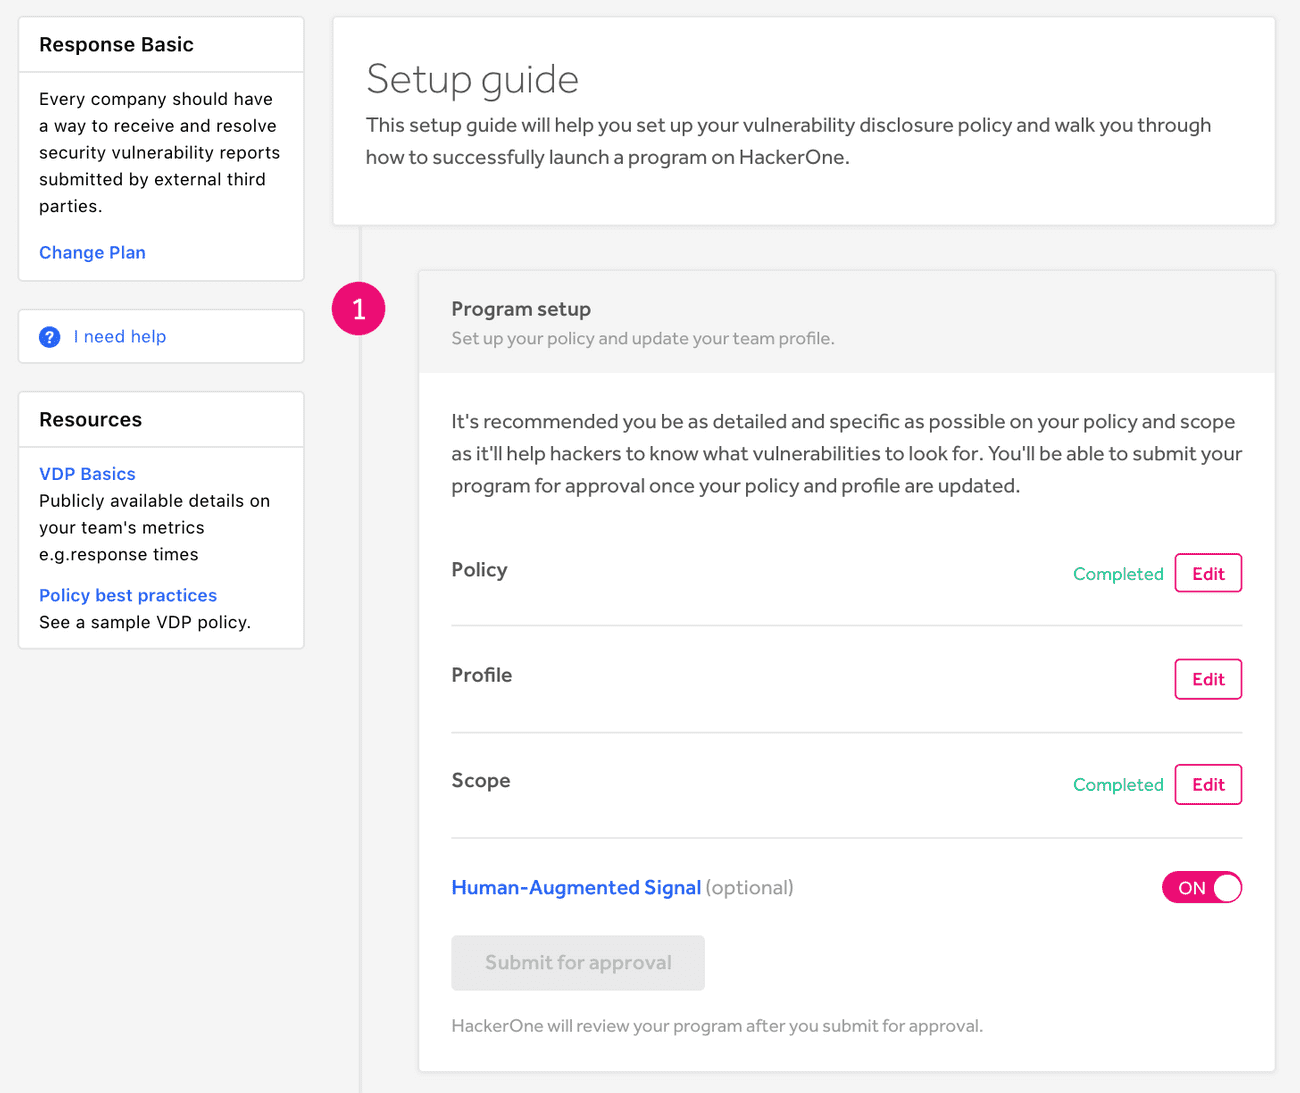 Response Basic
Every company should have
a way to receive and resolve
security vulnerability reports
submitted by external third
parties.
Change Plan
? I need help
Resources
VDP Basics
Publicly available details on
your team's metrics
e.g.response times
Policy best practices
See a sample VDP policy.
Setup guide
This setup guide will help you set up your vulnerability disclosure policy and walk you through
how to successfully launch a program on HackerOne.
1
Program setup
Set up your policy and update your team profile.
It's recommended you be as detailed and specific as possible on your policy and scope
as it'll help hackers to know what vulnerabilities to look for. You'll be able to submit your
program for approval once your policy and profile are updated.
Policy Completed Edit
Profile Edit
Scope Completed Edit
Human-Augmented Signal (optional) ON
Submit for approval
HackerOne will review your program after you submit for approval.